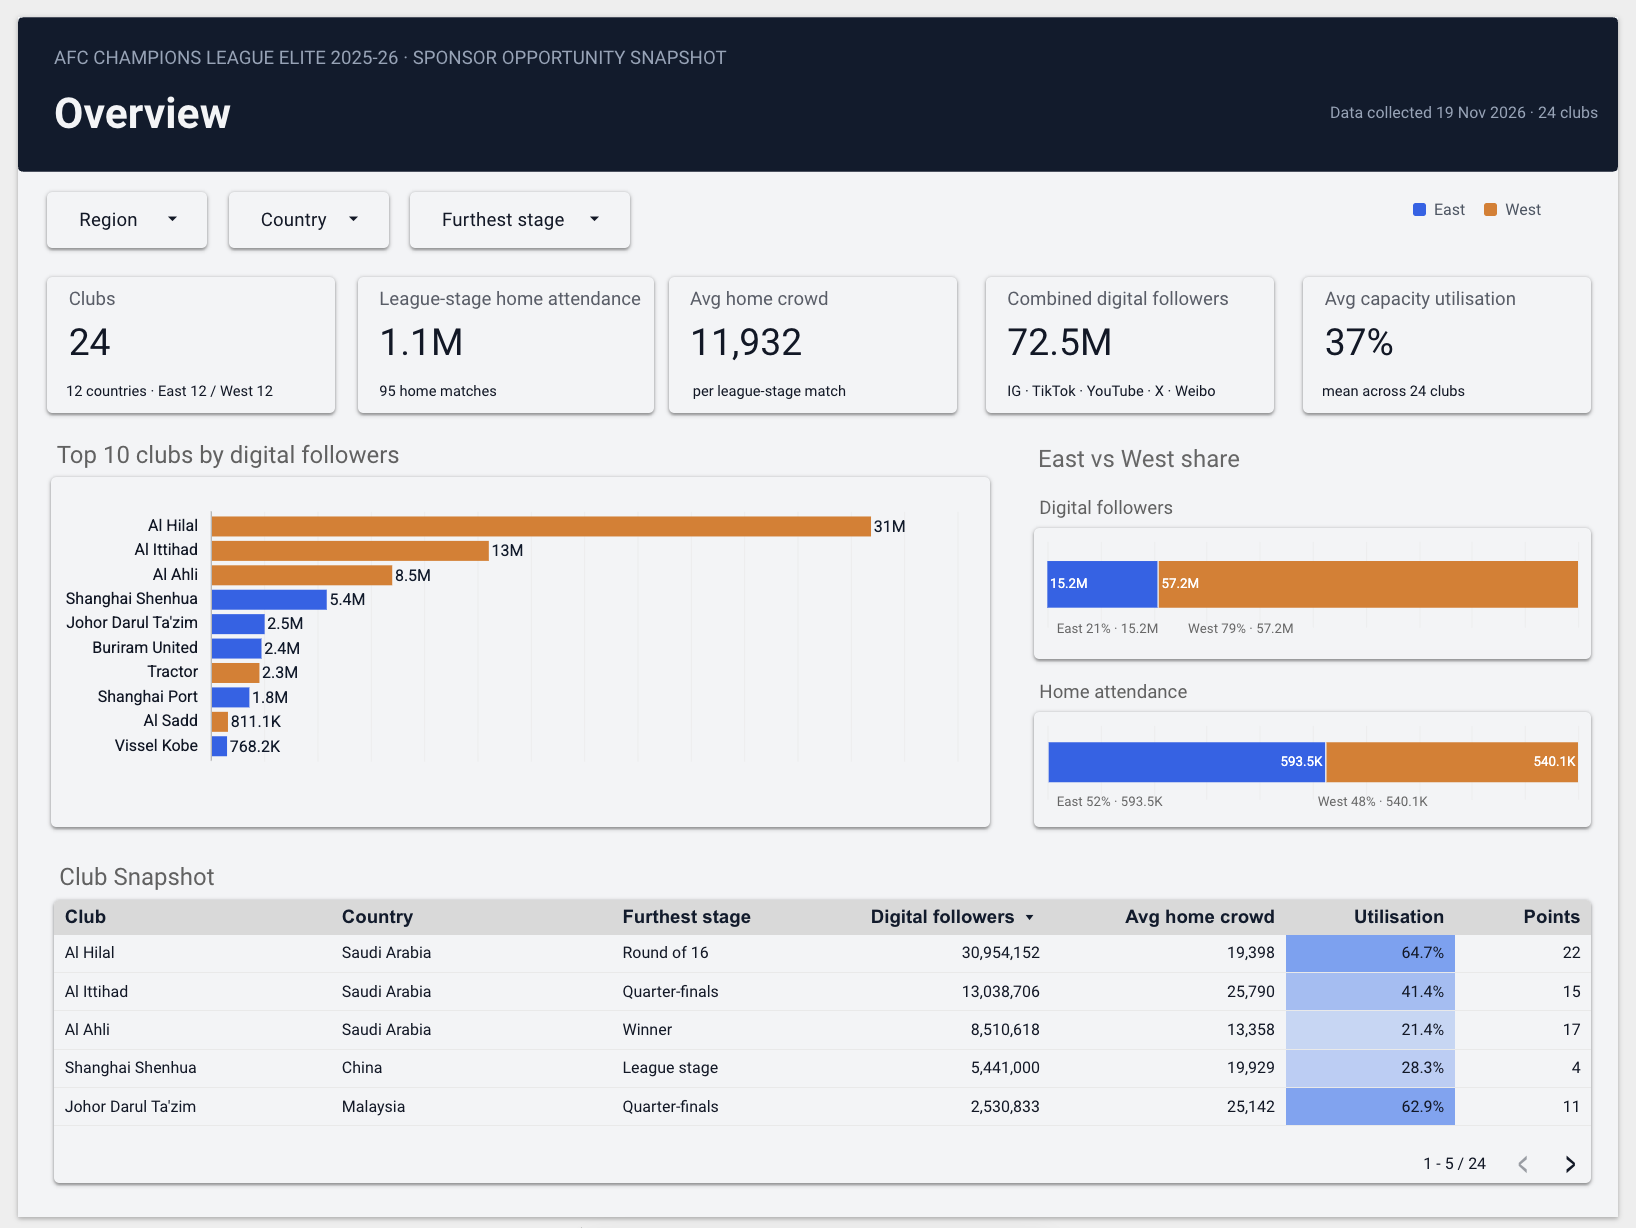 AFC CHAMPIONS LEAGUE ELITE 2025-26 · SPONSOR OPPORTUNITY SNAPSHOT
Overview
Data collected 19 Nov 2026 · 24 clubs
Region
Country
Furthest stage
East
West
Clubs
24
12 countries · East 12 / West 12
League-stage home attendance
1.1M
95 home matches
Avg home crowd
11,932
per league-stage match
Combined digital followers
72.5M
IG · TikTok · YouTube · X · Weibo
Avg capacity utilisation
37%
mean across 24 clubs
Top 10 clubs by digital followers
Al Hilal 31M
Al Ittihad 13M
Al Ahli 8.5M
Shanghai Shenhua 5.4M
Johor Darul Ta'zim 2.5M
Buriram United 2.4M
Tractor 2.3M
Shanghai Port 1.8M
Al Sadd 811.1K
Vissel Kobe 768.2K
East vs West share
Digital followers
15.2M 57.2M
East 21% · 15.2M West 79% · 57.2M
Home attendance
593.5K 540.1K
East 52% · 593.5K West 48% · 540.1K
Club Snapshot
Club Country Furthest stage Digital followers Avg home crowd Utilisation Points
Al Hilal Saudi Arabia Round of 16 30,954,152 19,398 64.7% 22
Al Ittihad Saudi Arabia Quarter-finals 13,038,706 25,790 41.4% 15
Al Ahli Saudi Arabia Winner 8,510,618 13,358 21.4% 17
Shanghai Shenhua China League stage 5,441,000 19,929 28.3% 4
Johor Darul Ta'zim Malaysia Quarter-finals 2,530,833 25,142 62.9% 11
1 - 5 / 24